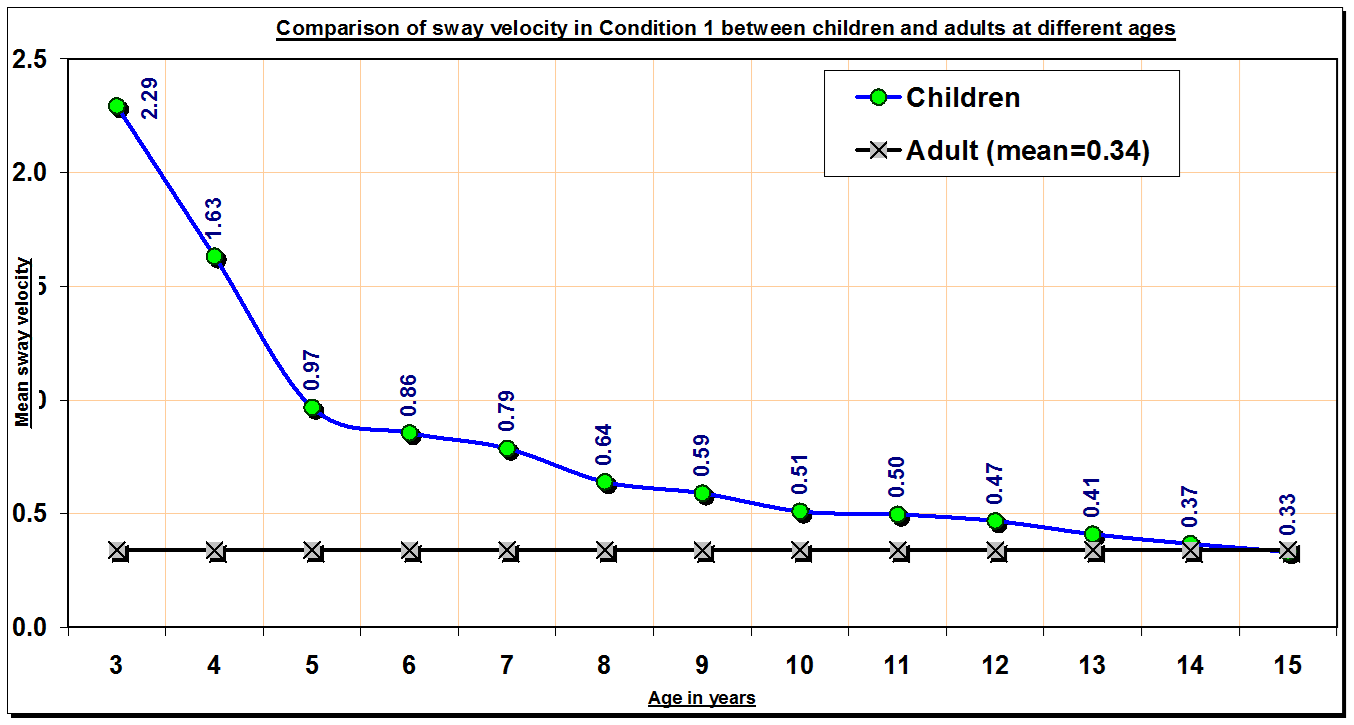 Comparison of sway velocity in Condition 1 between children and adults at different ages
2.5
2.0
0.5
0.0
Mean sway velocity
Children
Adult (mean=0.34)
2.29
1.63
0.97
0.86
0.79
0.64
0.59
0.51
0.50
0.47
0.41
0.37
0.33
3 4 5 6 7 8 9 10 11 12 13 14 15
Age in years